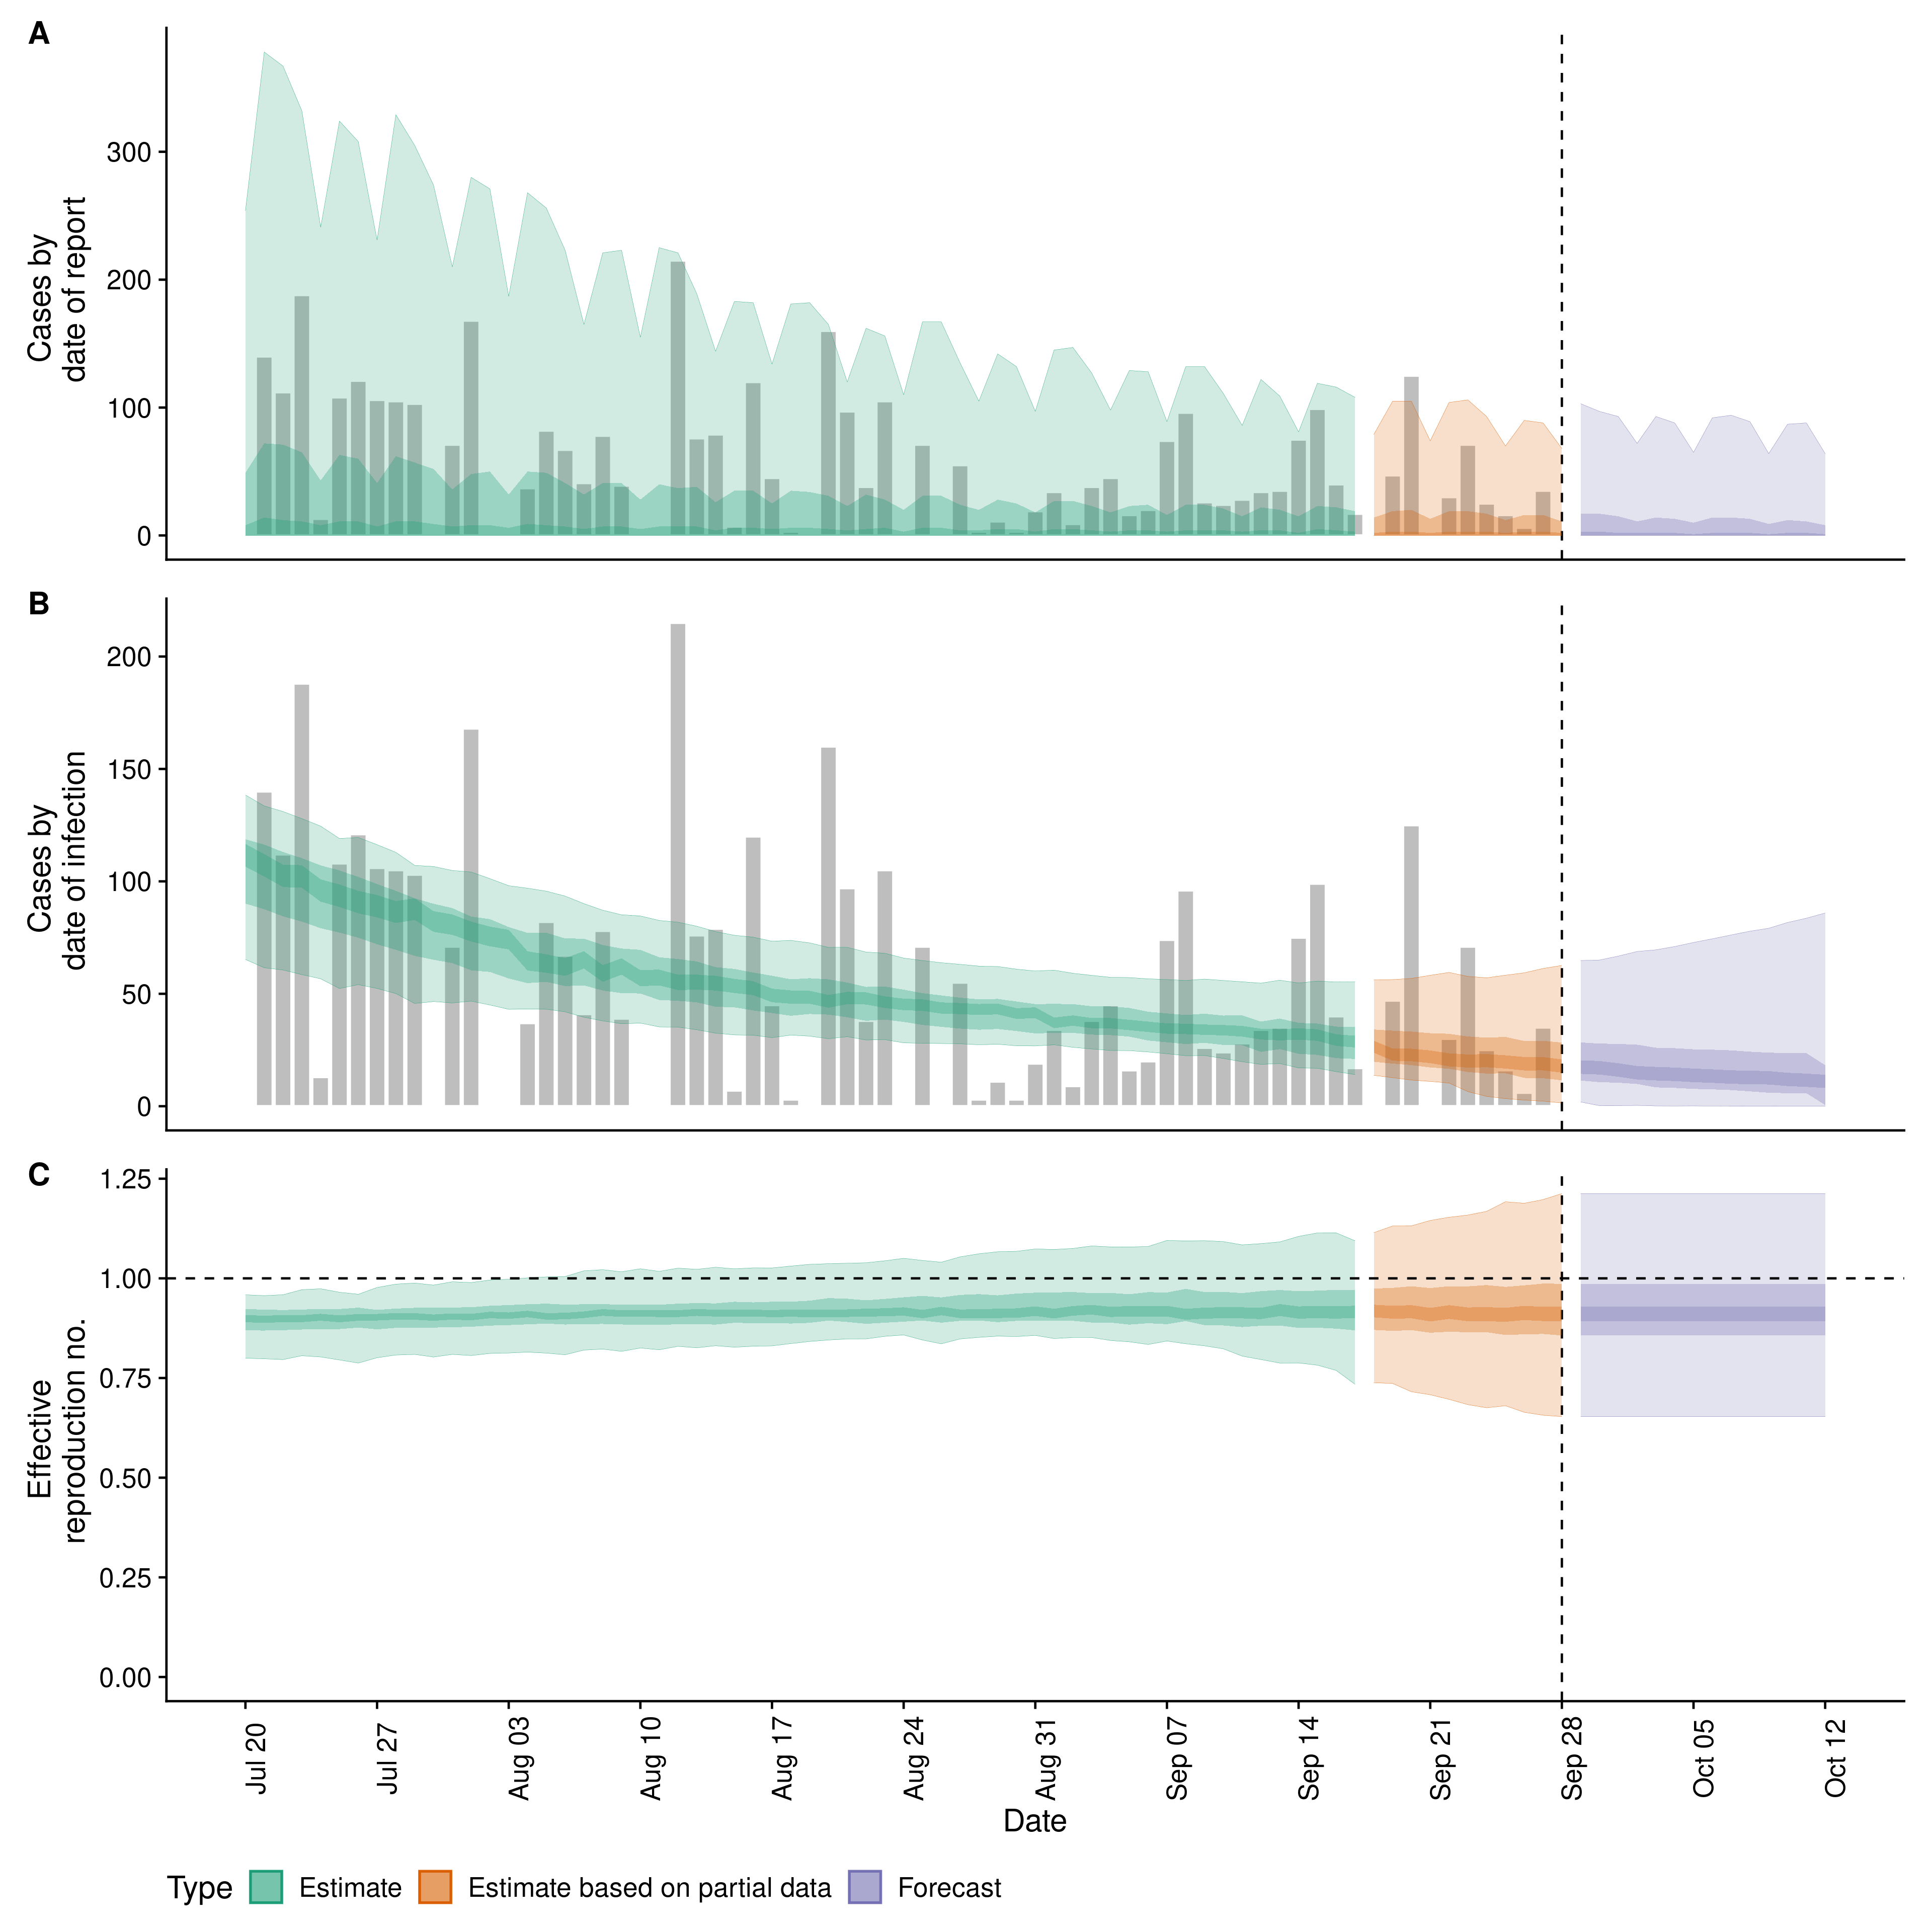 A
Cases by
date of report
300
200
100
0
B
Cases by
date of infection
200
150
100
50
0
C
Effective
reproduction no.
1.25
1.00
0.75
0.50
0.25
0.00
Jul 20
Jul 27
Aug 03
Aug 10
Aug 17
Aug 24
Aug 31
Sep 07
Sep 14
Sep 21
Sep 28
Oct 05
Oct 12
Date
Type Estimate Estimate based on partial data Forecast